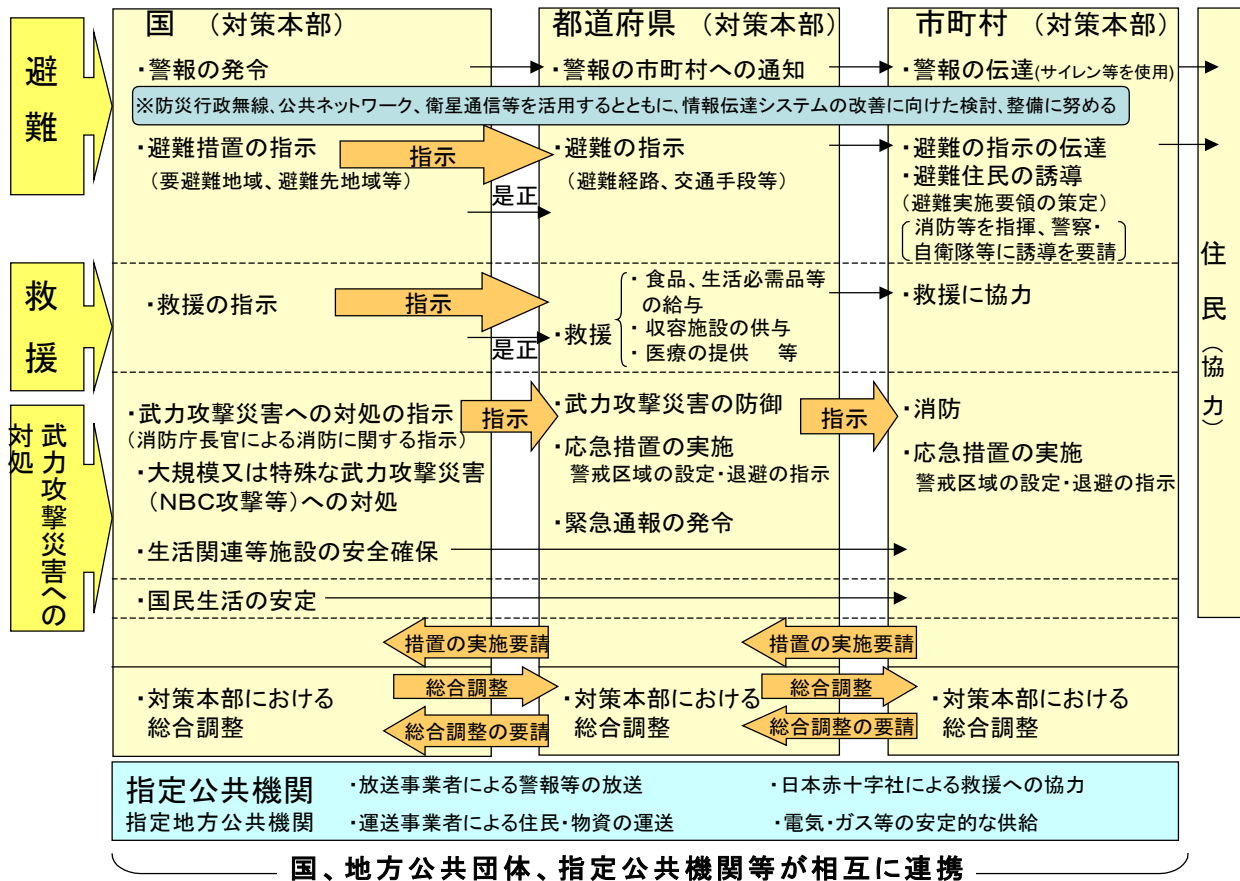 避難
国　(対策本部)
都道府県　(対策本部)
市町村　(対策本部)
・警報の発令
・警報の市町村への通知
・警報の伝達(サイレン等を使用)
※防災行政無線、公共ネットワーク、衛星通信等を活用するとともに、情報伝達システムの改善に向けた検討、整備に努める
・避難措置の指示
(要避難地域、避難先地域等)
指示
是正
・避難の指示
(避難経路、交通手段等)
・避難の指示の伝達
・避難住民の誘導
(避難実施要領の策定)
消防等を指揮、警察・
自衛隊等に誘導を要請
救援
・救援の指示
指示
是正
・救援
・食品、生活必需品等
の給与
・収容施設の供与
・医療の提供　等
・救援に協力
武力攻撃災害への
対処
・武力攻撃災害への対処の指示
(消防庁長官による消防に関する指示)
・大規模又は特殊な武力攻撃災害
(NBC攻撃等)への対処
・生活関連等施設の安全確保
指示
・武力攻撃災害の防御
・応急措置の実施
警戒区域の設定・退避の指示
・緊急通報の発令
指示
・消防
・応急措置の実施
警戒区域の設定・退避の指示
・国民生活の安定
措置の実施要請
措置の実施要請
・対策本部における
総合調整
総合調整
総合調整の要請
・対策本部における
総合調整
総合調整
総合調整の要請
・対策本部における
総合調整
住民(協力)
指定公共機関
指定地方公共機関
・放送事業者による警報等の放送
・日本赤十字社による救援への協力
・運送事業者による住民・物資の運送
・電気・ガス等の安定的な供給
国、地方公共団体、指定公共機関等が相互に連携